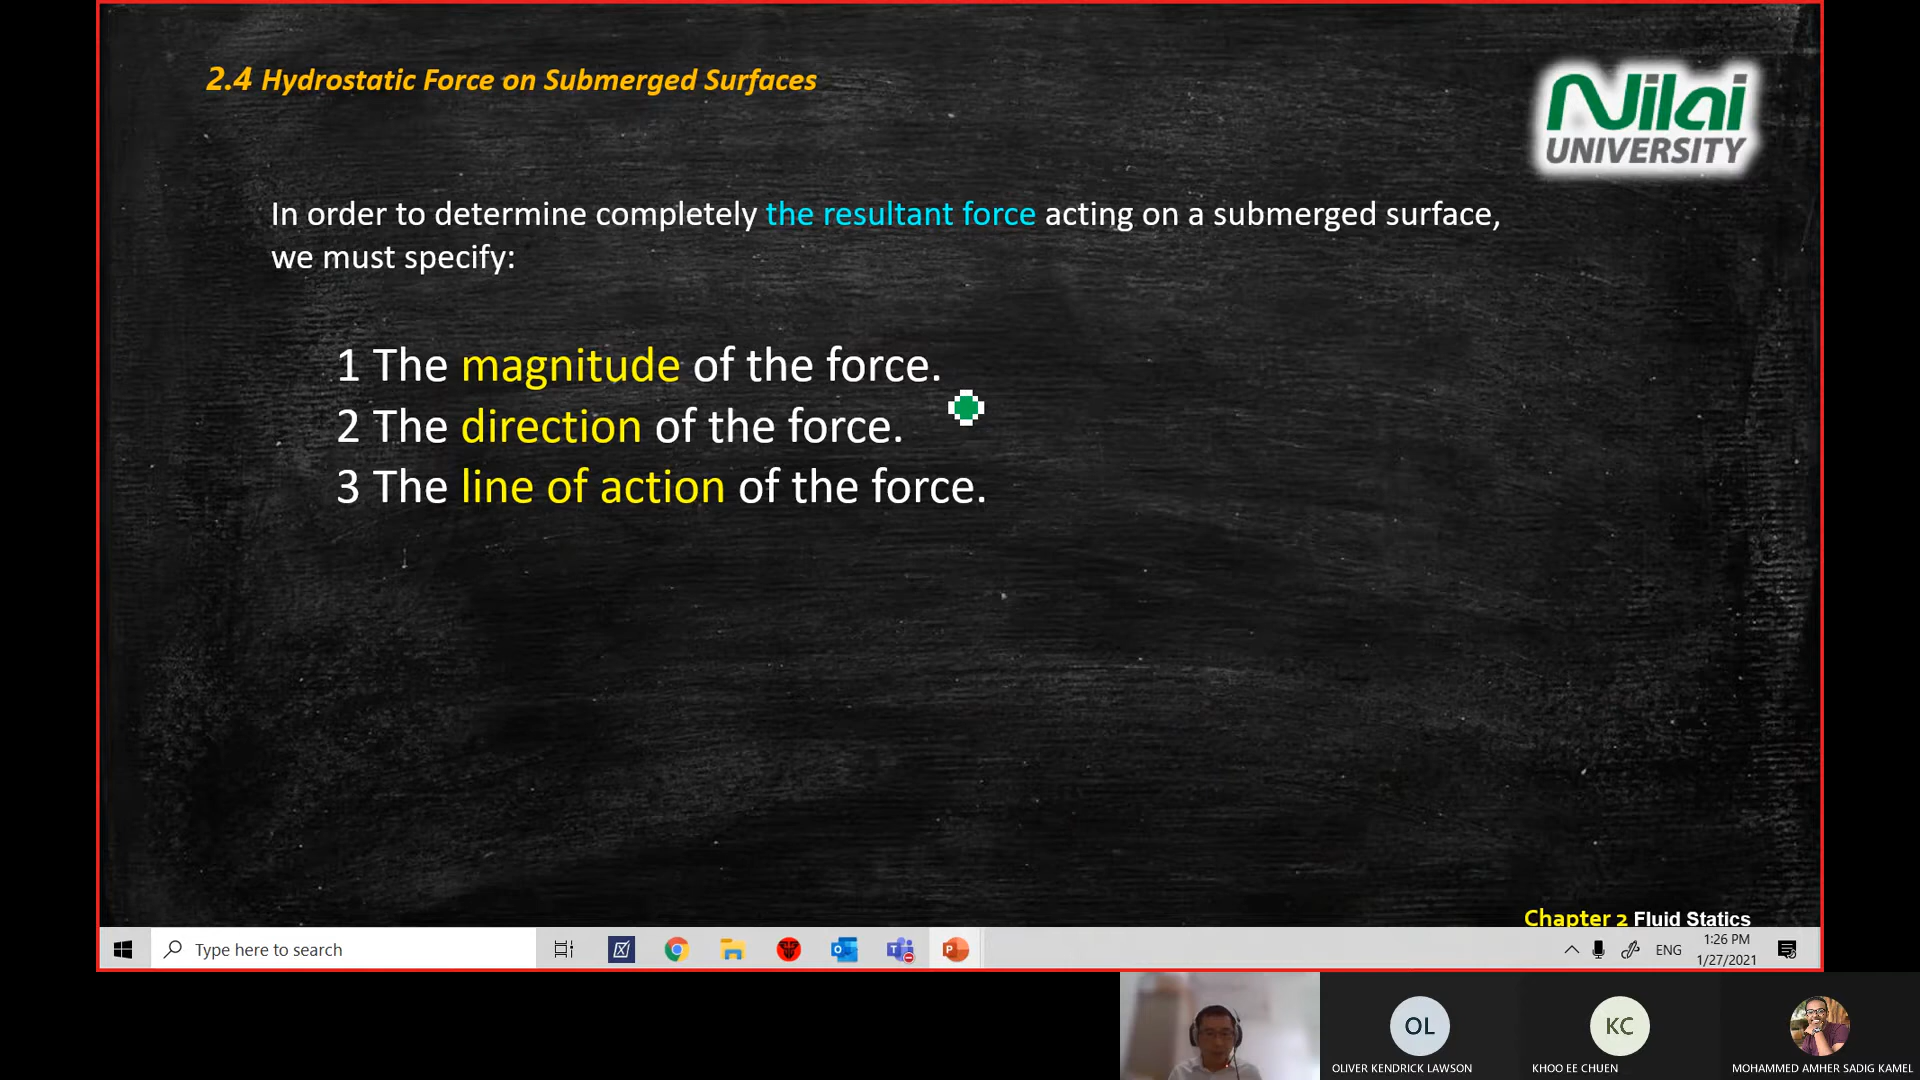 2.4 Hydrostatic Force on Submerged Surfaces
Nilai
UNIVERSITY
In order to determine completely the resultant force acting on a submerged surface,
we must specify:
1 The magnitude of the force.
2 The direction of the force.
3 The line of action of the force.
Chapter 2 Fluid Statics
Type here to search
ENG
1:26 PM
1/27/2021
OL
KC
OLIVER KENDRICK LAWSON
KHOO EE CHUEN
MOHAMMED AMHER SADIG KAMEL